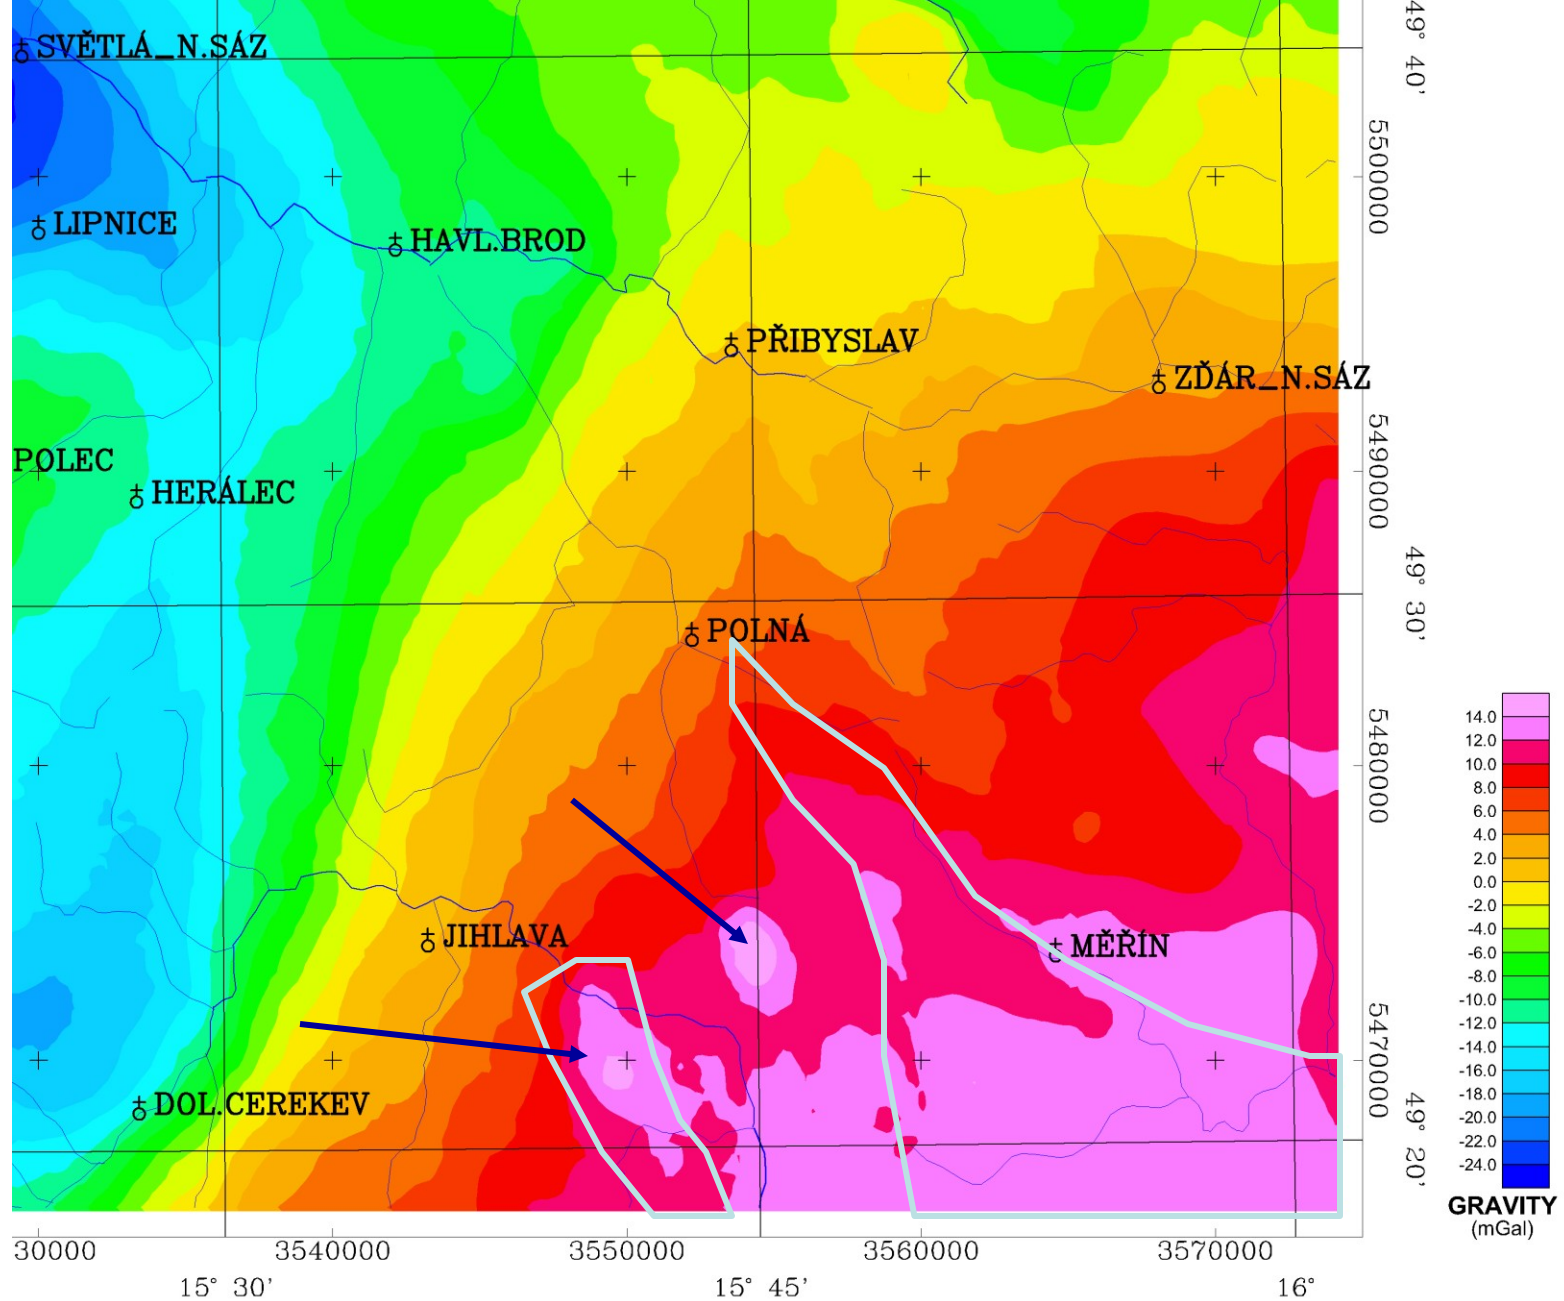 SVĚTLÁ_N.SÁZ
49° 40'
5500000
LIPNICE
HAVL.BROD
PŘIBYSLAV
ZĎÁR_N.SÁZ
5490000
POLEC
HERÁLEC
49° 30'
POLNÁ
5480000
JIHLAVA
MĚŘÍN
5470000
DOL.CEREKEV
49° 20'
14.0
12.0
10.0
8.0
6.0
4.0
2.0
0.0
-2.0
-4.0
-6.0
-8.0
-10.0
-12.0
-14.0
-16.0
-18.0
-20.0
-22.0
-24.0
GRAVITY
(mGal)
30000 3540000 3550000 3560000 3570000
15° 30' 15° 45' 16°